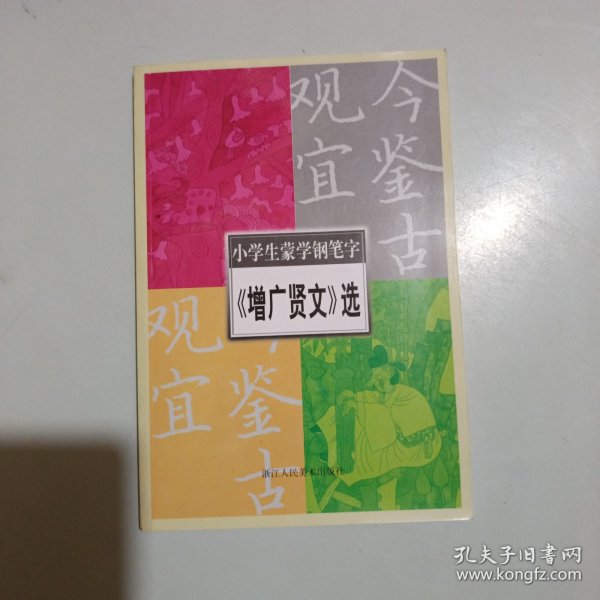 今鉴古
观宜
小学生蒙学钢笔字
《增广贤文》选
今鉴古
观宜
浙江人民美术出版社
孔夫子旧书网
www.kongfz.com